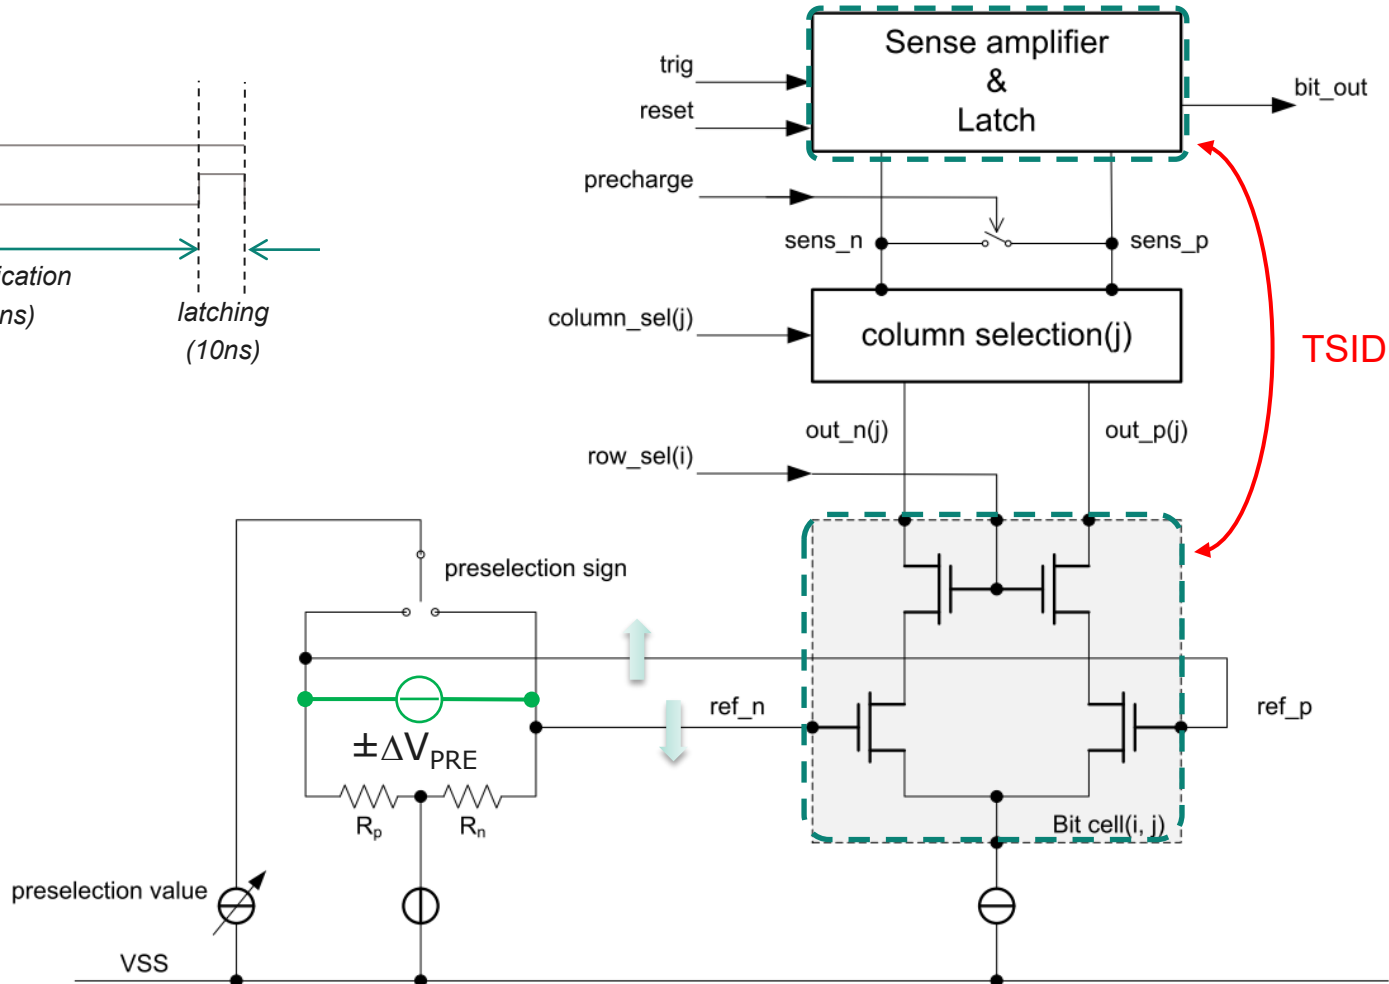 Sense amplifier
&
Latch
trig
reset
bit_out
precharge
sens_n
sens_p
ication
ns)
latching
(10ns)
column_sel(j)
column selection(j)
TSID
out_n(j)
out_p(j)
row_sel(i)
preselection sign
ref_n
ref_p
±ΔVPRE
Rp
Rn
Bit cell(i, j)
preselection value
VSS